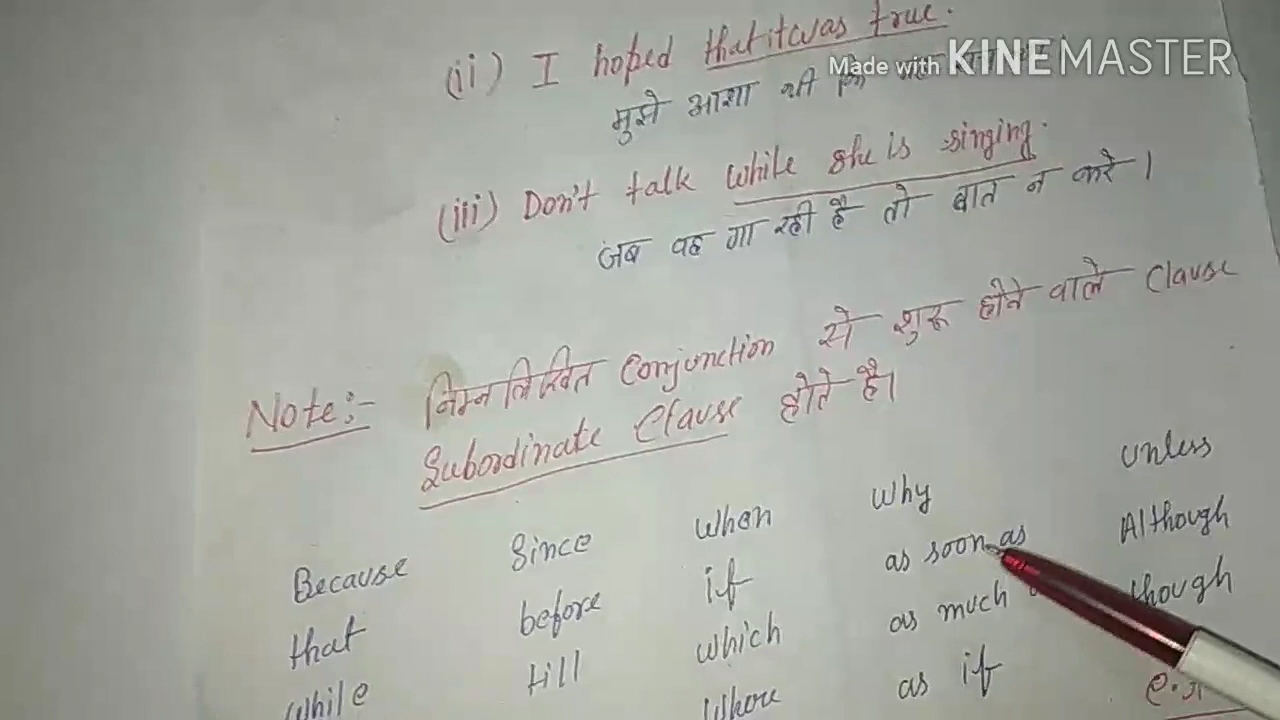 (ii) I hoped that it was true.
Made with KINEMASTER
मुझे आशा थी कि
(iii) Don't talk while she is singing.
जब वह गा रही है तो बात न करे।
Note:- निम्नलिखित Conjunction से शुरू होने वाले Clause
Subordinate Clause होते है।
Because Since when why unless
that before if as soon as Although
while till which as much though
where as if e.g